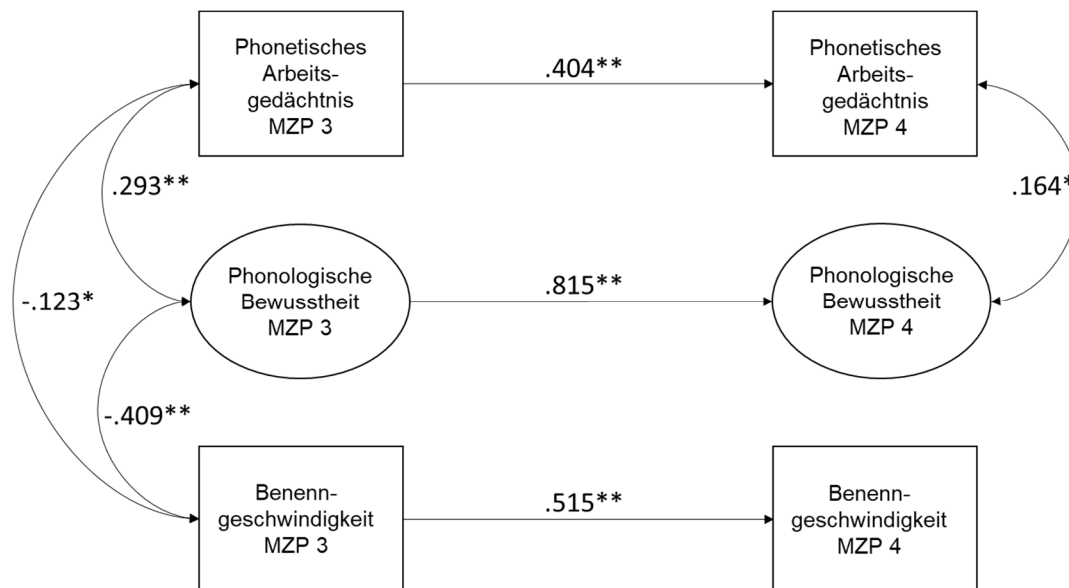 Phonetisches
Arbeits-
gedächtnis
MZP 3
.404**
Phonetisches
Arbeits-
gedächtnis
MZP 4
.293**
.164*
-.123*
Phonologische
Bewusstheit
MZP 3
.815**
Phonologische
Bewusstheit
MZP 4
-.409**
Benenn-
geschwindigkeit
MZP 3
.515**
Benenn-
geschwindigkeit
MZP 4